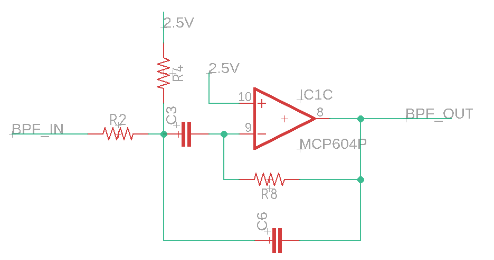 2.5V
R4
2.5V
10
IC1C
C3
BPF_IN
R2
9
8
BPF_OUT
MCP604P
R8
C6